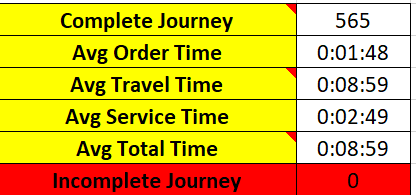 Complete Journey 565
Avg Order Time 0:01:48
Avg Travel Time 0:08:59
Avg Service Time 0:02:49
Avg Total Time 0:08:59
Incomplete Journey 0